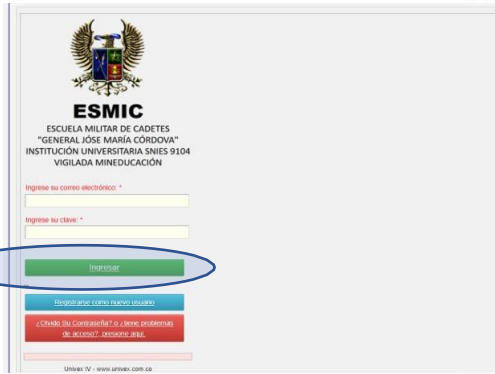 ESMIC
ESCUELA MILITAR DE CADETES
"GENERAL JÓSE MARÍA CÓRDOVA"
INSTITUCIÓN UNIVERSITARIA SNIES 9104
VIGILADA MINEDUCACIÓN
Ingrese su correo electrónico: *
Ingrese su clave: *
Ingresar
Registrarse como nuevo usuario
¿Olvido Su Contraseña? o ¿tiene problemas
de acceso?, presione aquí.
Univex IV - www.univex.com.co